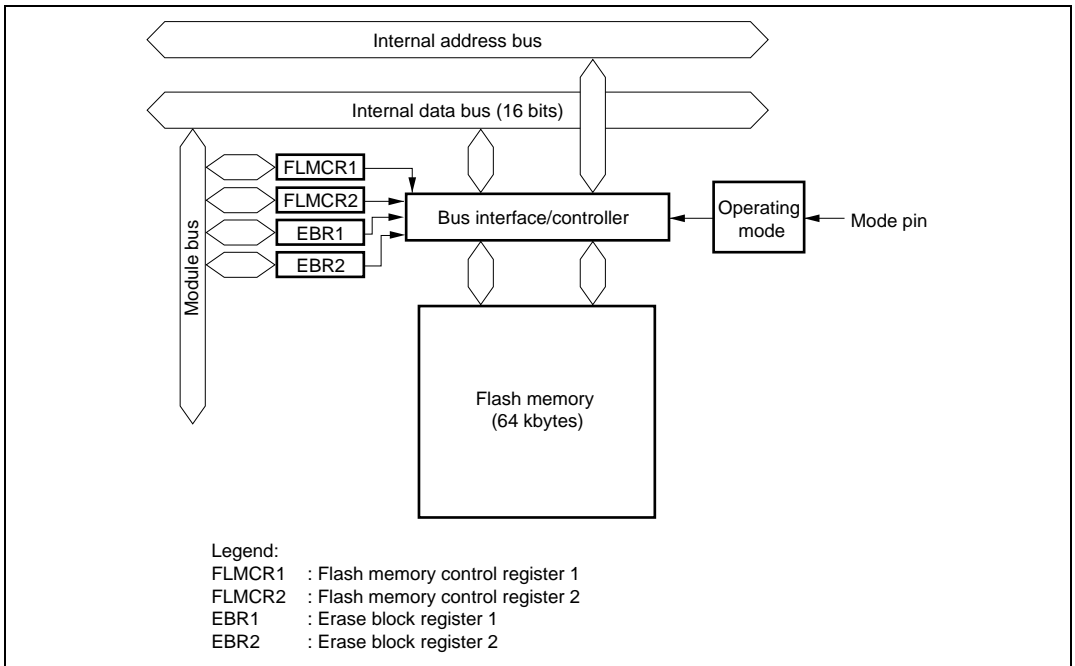 Internal address bus
Internal data bus (16 bits)
FLMCR1
FLMCR2
EBR1
EBR2
Module bus
Bus interface/controller
Operating
mode
Mode pin
Flash memory
(64 kbytes)
Legend:
FLMCR1 : Flash memory control register 1
FLMCR2 : Flash memory control register 2
EBR1 : Erase block register 1
EBR2 : Erase block register 2